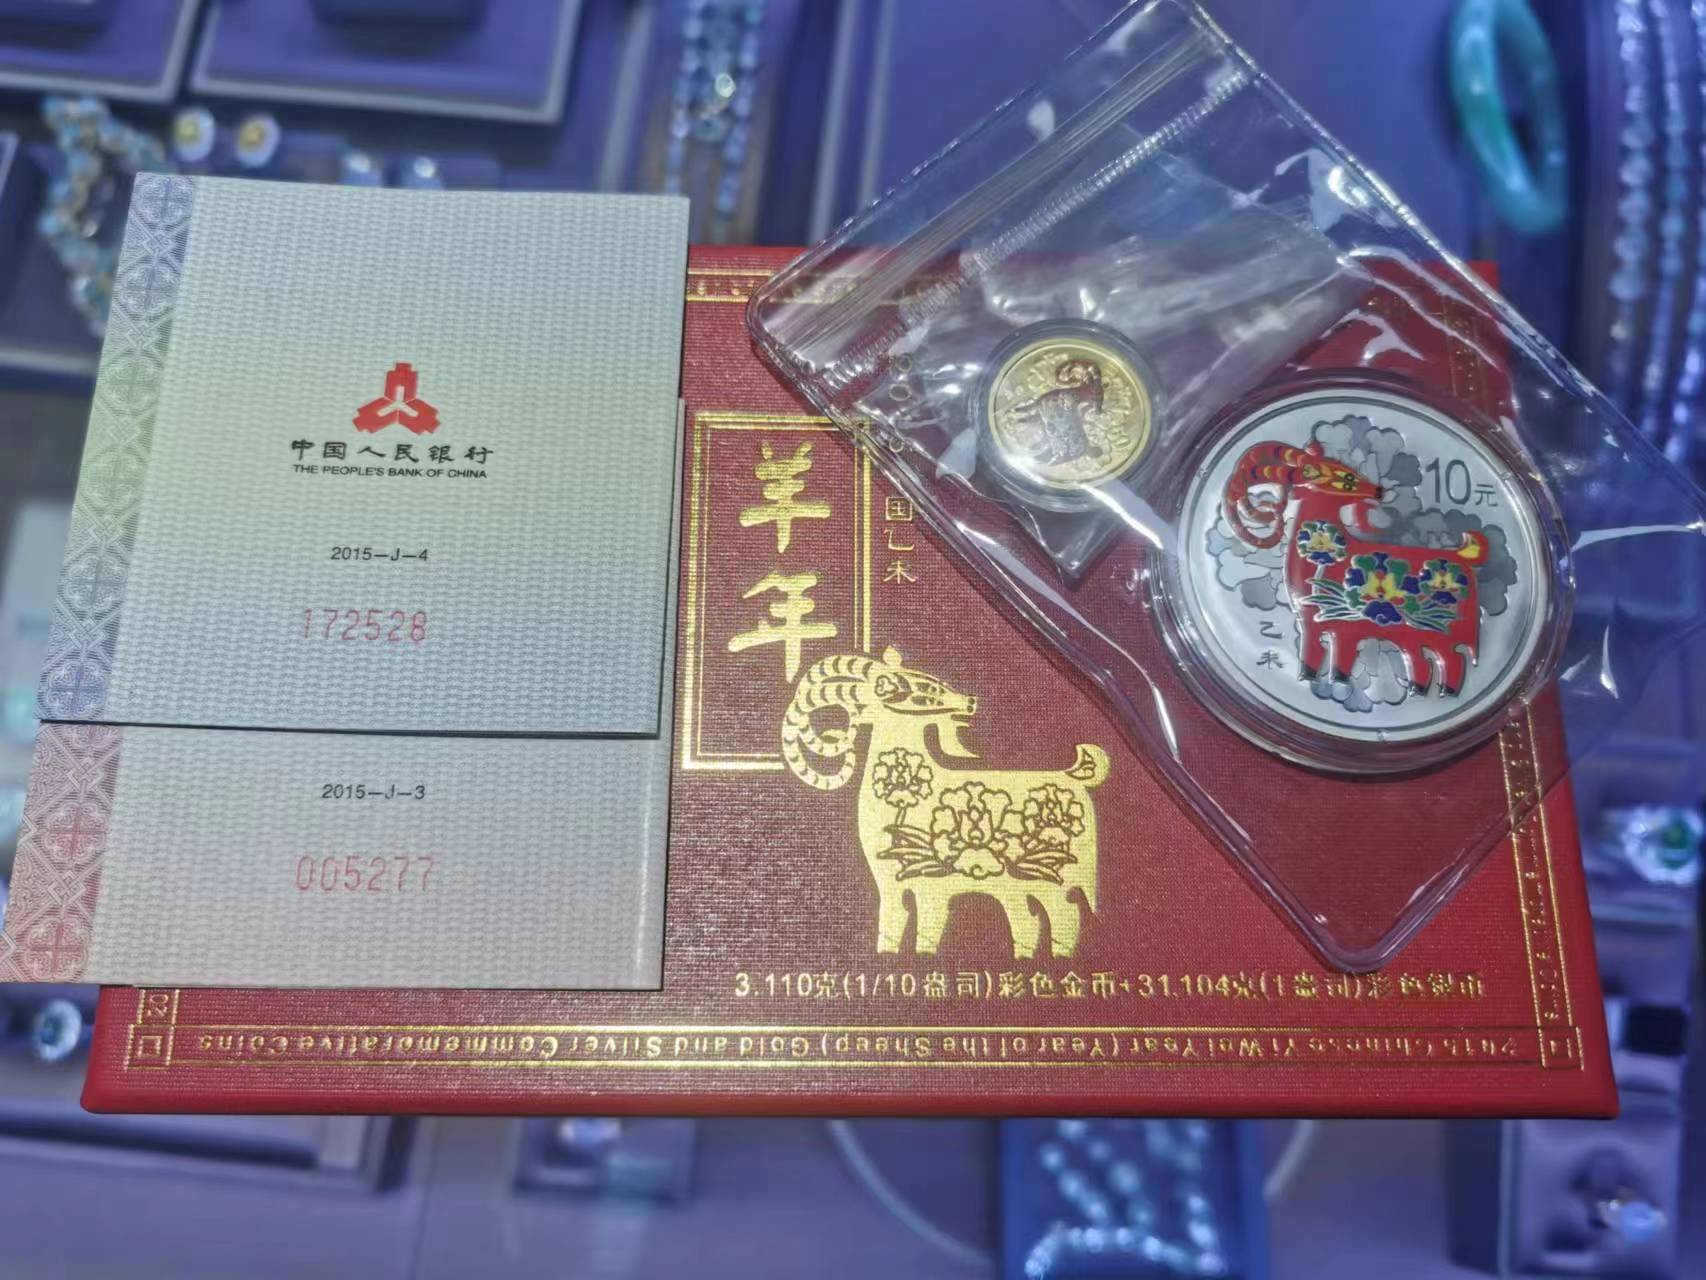 中国人民银行
THE PEOPLE'S BANK OF CHINA
2015-J-4
172528
2015-J-3
005277
羊年
国乙未
10元
乙未
3.110克(1/10盎司)彩色金币+31.104克(1盎司)彩色银币
2015 Chinese Yi Wei Year (Year of the Sheep) Gold and Silver Commemorative Coins